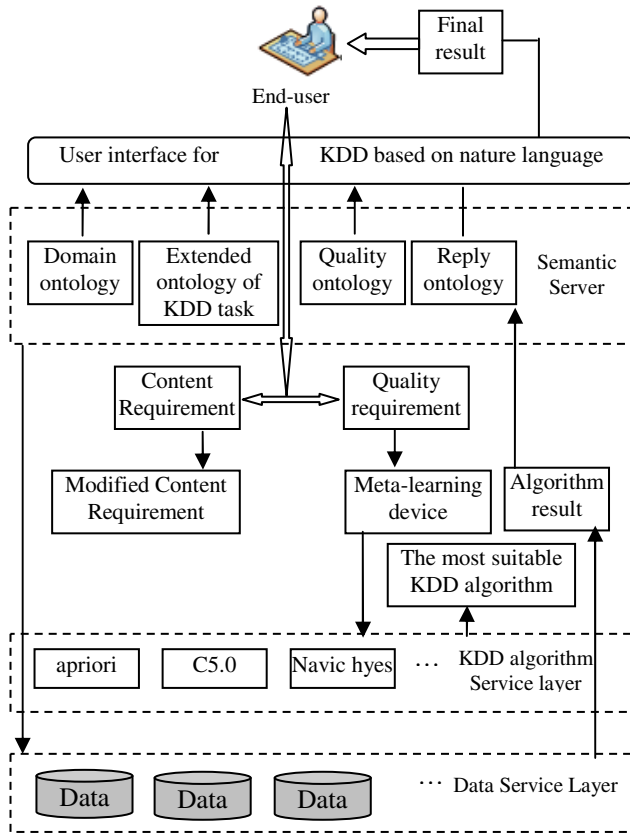 Final
result
End-user
User interface for KDD based on nature language
Domain
ontology
Extended
ontology of
KDD task
Quality
ontology
Reply
ontology
Semantic
Server
Content
Requirement
Quality
requirement
Modified Content
Requirement
Meta-learning
device
Algorithm
result
The most suitable
KDD algorithm
apriori
C5.0
Navic hyes
… KDD algorithm
Service layer
Data
Data
Data
… Data Service Layer